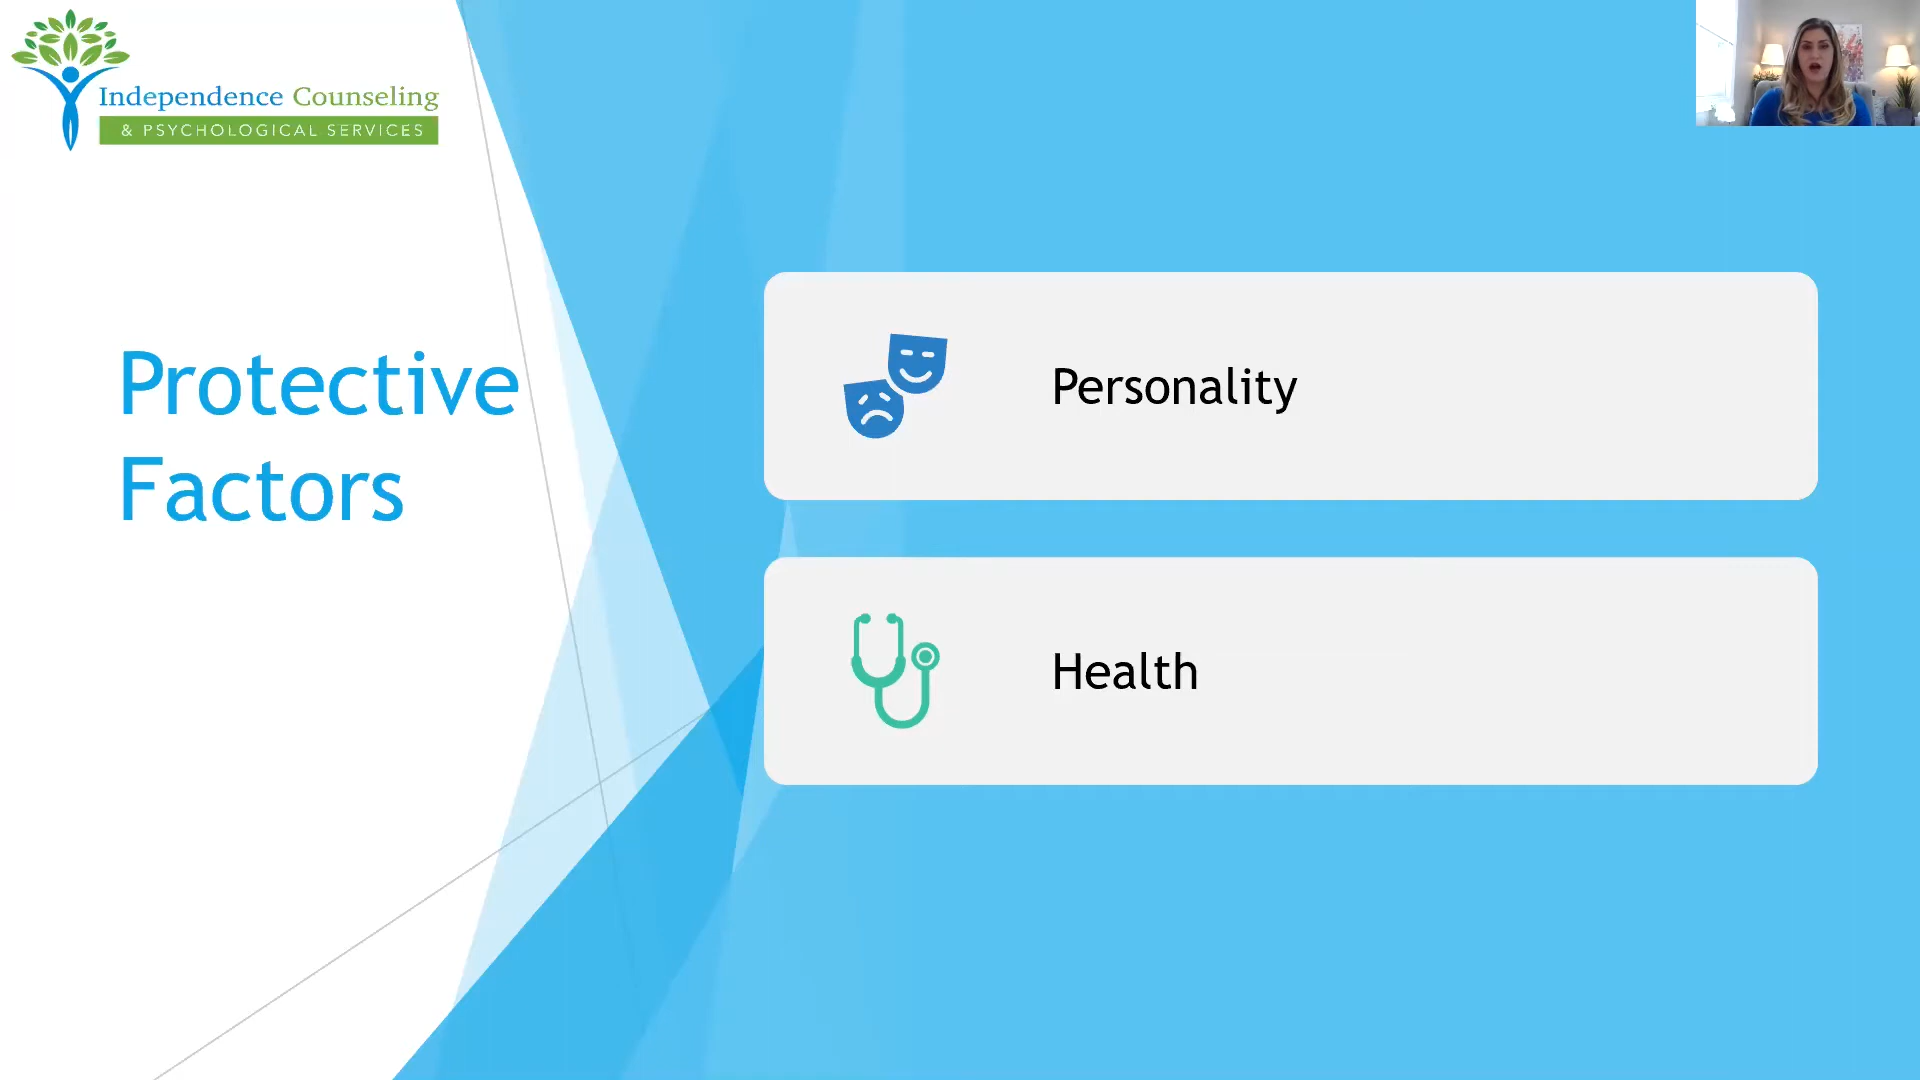 Independence Counseling
& PSYCHOLOGICAL SERVICES
Protective
Factors
Personality
Health